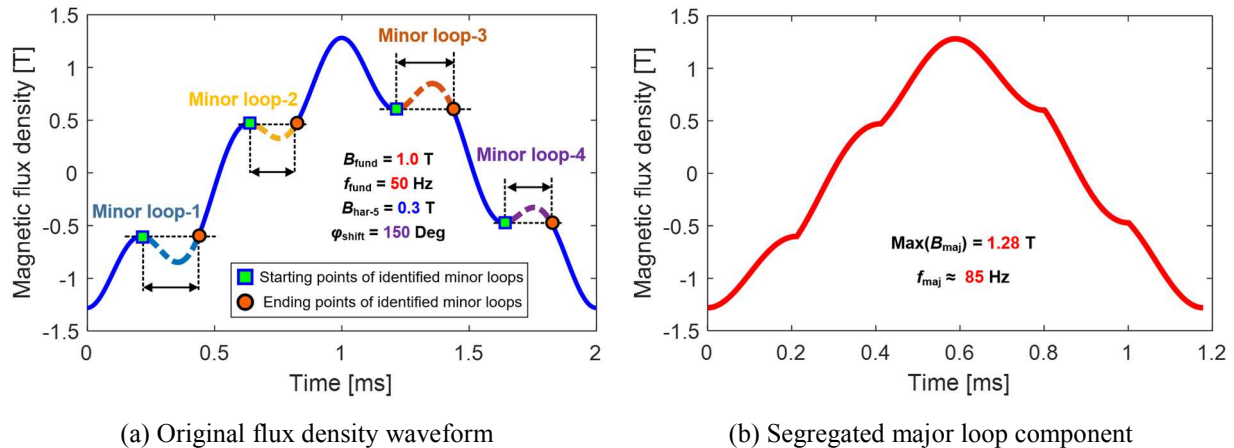 Magnetic flux density [T]
1.5
1
0.5
0
-0.5
-1
-1.5
0
0.5
1
1.5
2
Time [ms]
Minor loop-1
Minor loop-2
Minor loop-3
Minor loop-4
Bfund = 1.0 T
ffund = 50 Hz
Bhar-5 = 0.3 T
φshift = 150 Deg
Starting points of identified minor loops
Ending points of identified minor loops
(a) Original flux density waveform
Magnetic flux density [T]
1.5
1
0.5
0
-0.5
-1
-1.5
0
0.2
0.4
0.6
0.8
1
1.2
Time [ms]
Max(Bmaj) = 1.28 T
fmaj ≈ 85 Hz
(b) Segregated major loop component